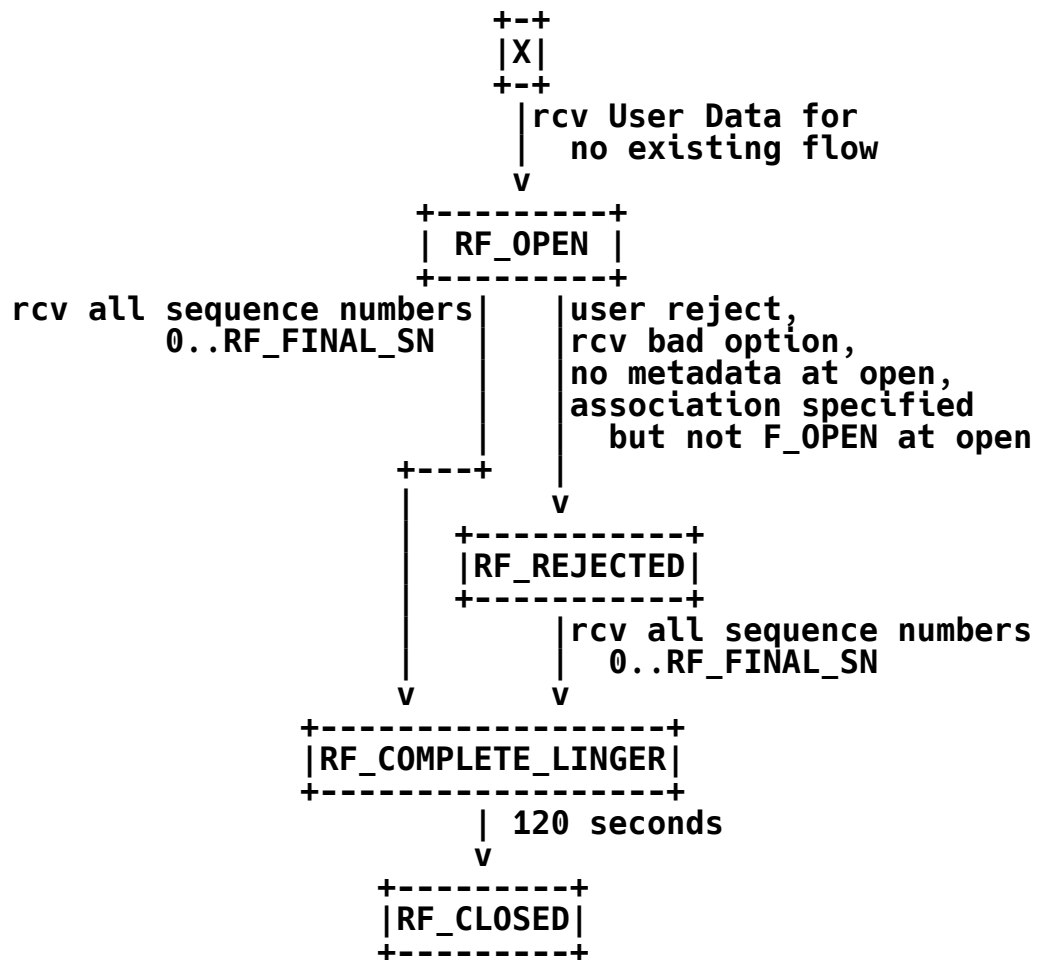 X
rcv User Data for
no existing flow
RF_OPEN
rcv all sequence numbers
0..RF_FINAL_SN
user reject,
rcv bad option,
no metadata at open,
association specified
but not F_OPEN at open
RF_REJECTED
rcv all sequence numbers
0..RF_FINAL_SN
RF_COMPLETE_LINGER
120 seconds
RF_CLOSED